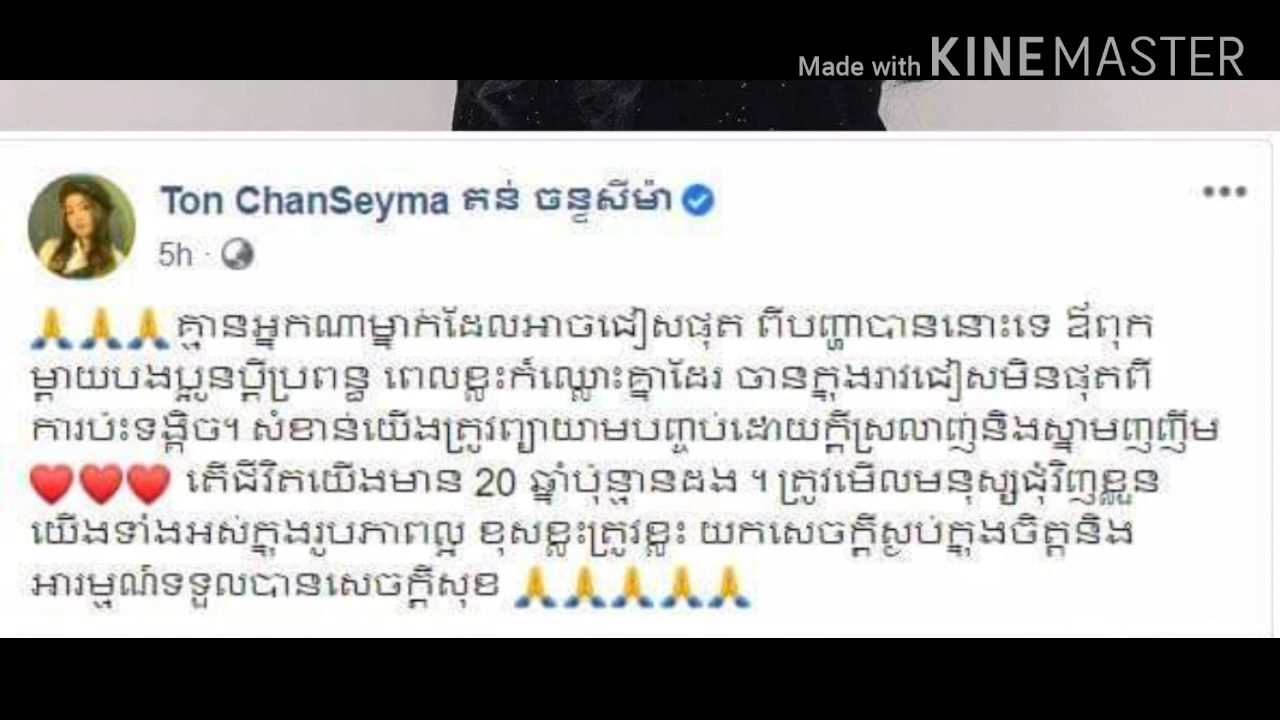 Made with KINEMASTER
Ton ChanSeyma តន់ ចន្ទសីម៉ា
5h ·
🙏🙏🙏គ្មានអ្នកណាម្នាក់ដែលអាចជៀសផុត ពីបញ្ហាបាននោះទេ ឪពុក
ម្តាយបងប្អូនប្តីប្រពន្ធ ពេលខ្លះក៍ឈ្លោះគ្នាដែរ ចានក្នុងរាវជៀសមិនផុតពី
ការប៉ះទង្គិច។ សំខាន់យើងត្រូវព្យាយាមបញ្ចប់ដោយក្តីស្រលាញ់និងស្នាមញញឹម
❤️❤️❤️ តើជីវិតយើងមាន 20 ឆ្នាំប៉ុន្មានដង ។ ត្រូវមើលមនុស្សជុំវិញខ្លួន
យើងទាំងអស់ក្នុងរូបភាពល្អ ខុសខ្លះត្រូវខ្លះ យកសេចក្តីស្ងប់ក្នុងចិត្តនិង
អារម្មណ៍ទទួលបានសេចក្តីសុខ 🙏🙏🙏🙏🙏